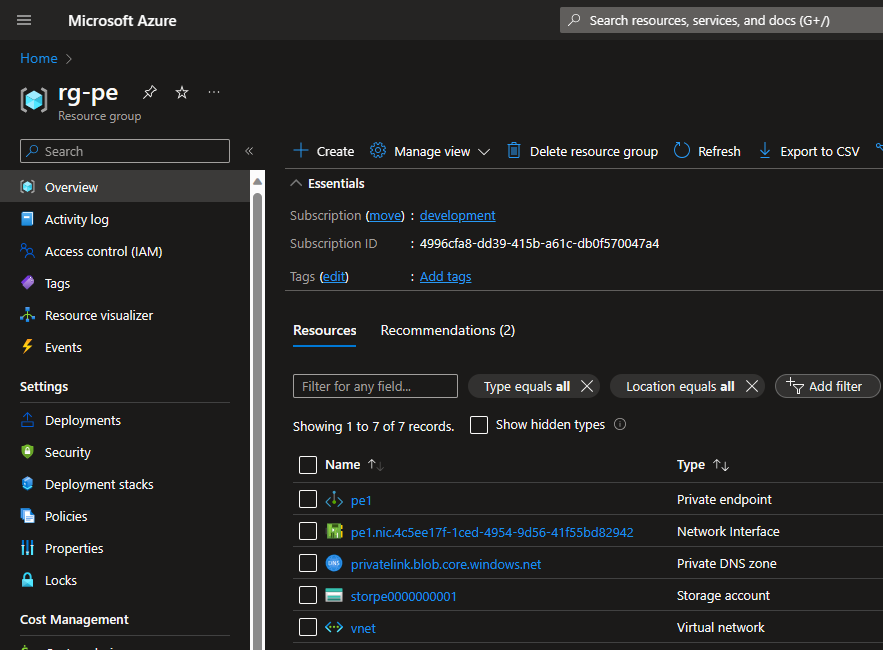 Microsoft Azure
Search resources, services, and docs (G+/)
Home
rg-pe
Resource group
Search
Overview
Activity log
Access control (IAM)
Tags
Resource visualizer
Events
Settings
Deployments
Security
Deployment stacks
Policies
Properties
Locks
Cost Management
Create
Manage view
Delete resource group
Refresh
Export to CSV
Essentials
Subscription (move) : development
Subscription ID : 4996cfa8-dd39-415b-a61c-db0f570047a4
Tags (edit) : Add tags
Resources
Recommendations (2)
Filter for any field...
Type equals all
Location equals all
Add filter
Showing 1 to 7 of 7 records.
Show hidden types
Name Type
pe1 Private endpoint
pe1.nic.4c5ee17f-1ced-4954-9d56-41f55bd82942 Network Interface
DNS privatelink.blob.core.windows.net Private DNS zone
storpe0000000001 Storage account
vnet Virtual network